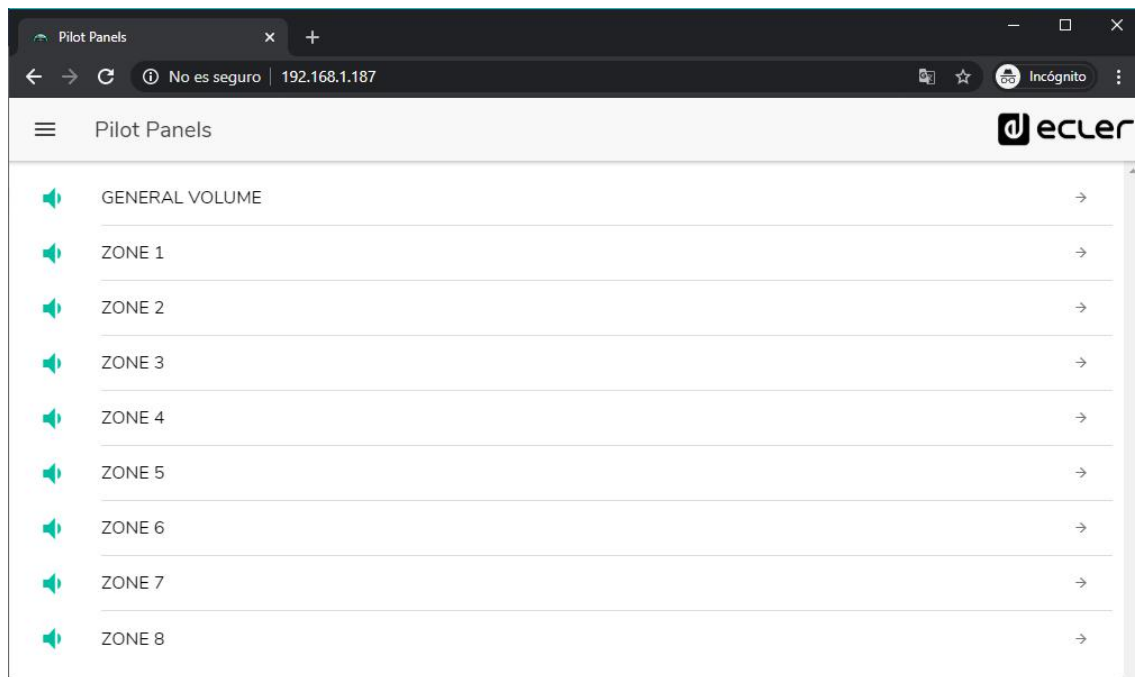 Pilot Panels
No es seguro | 192.168.1.187
Incógnito
Pilot Panels
ecler
GENERAL VOLUME
ZONE 1
ZONE 2
ZONE 3
ZONE 4
ZONE 5
ZONE 6
ZONE 7
ZONE 8